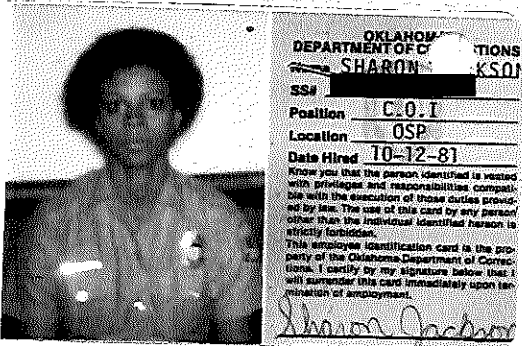 OKLAHOMA
DEPARTMENT OF TIONS
Name SHARON KSON
SS#
Position C.O.I
Location OSP
Date Hired 10-12-81
Know you that the person identified is vested
with privileges and responsibilities compati-
ble with the execution of those duties provid-
ed by law. The use of this card by any person
other than the individual identified hereon is
strictly forbidden.
This employee identification card is the pro-
perty of the Oklahoma Department of Correc-
tions. I certify by my signature below that I
will surrender this card immediately upon ter-
mination of employment.
Sharon Jackson